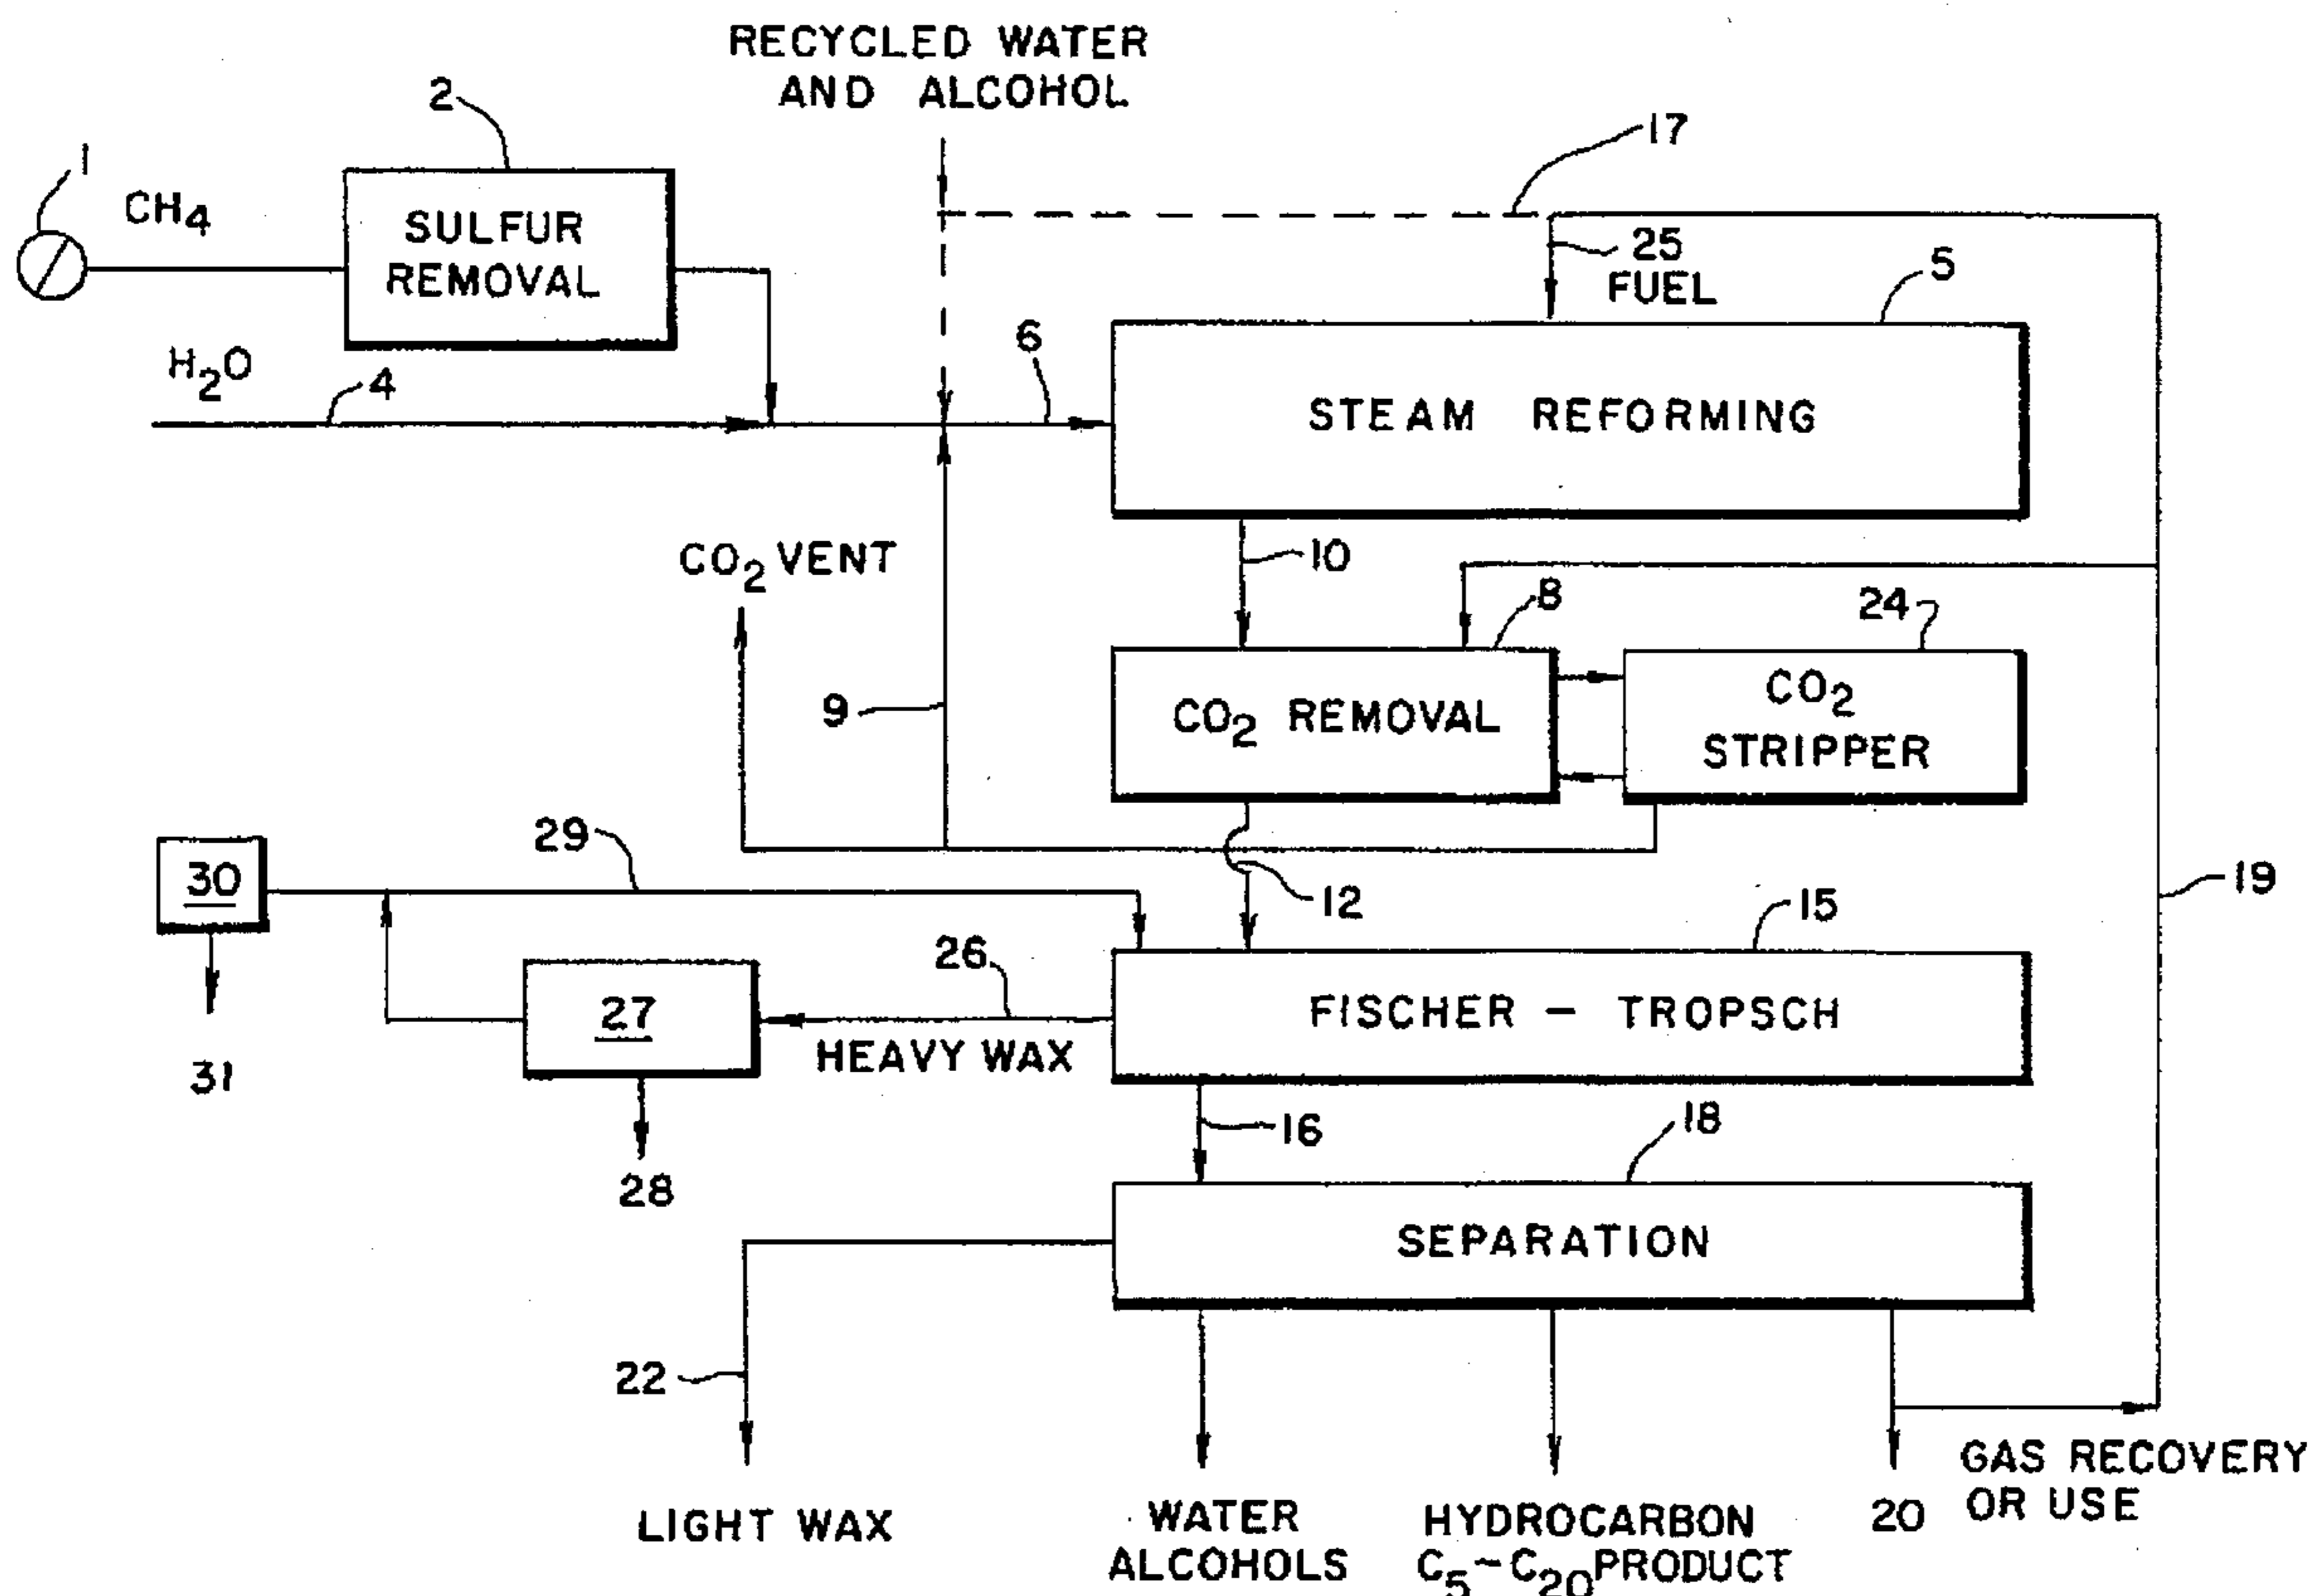 RECYCLED WATER
AND ALCOHOL
2
17
1
CH4
SULFUR
REMOVAL
25
FUEL
5
6
H2O
4
STEAM REFORMING
CO2 VENT
10
8
24
9
CO2 REMOVAL
CO2
STRIPPER
29
30
12
15
19
26
27
FISCHER - TROPSCH
HEAVY WAX
31
28
16
18
SEPARATION
22
GAS RECOVERY
OR USE
20
LIGHT WAX
WATER
ALCOHOLS
HYDROCARBON
C5-C20 PRODUCT